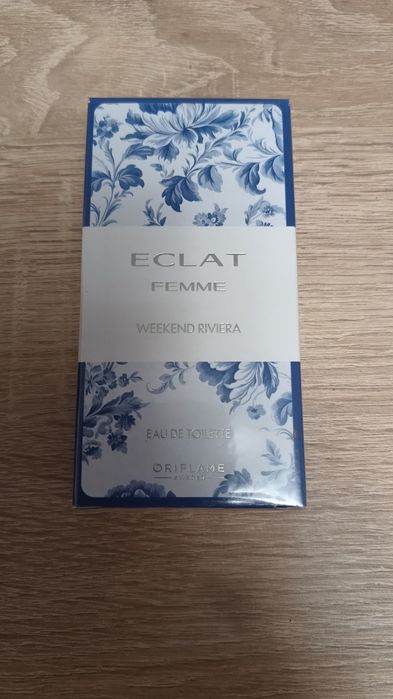 ECLAT
FEMME
WEEKEND RIVIERA
EAU DE TOILETTE
ORIFLAME
SWEDEN